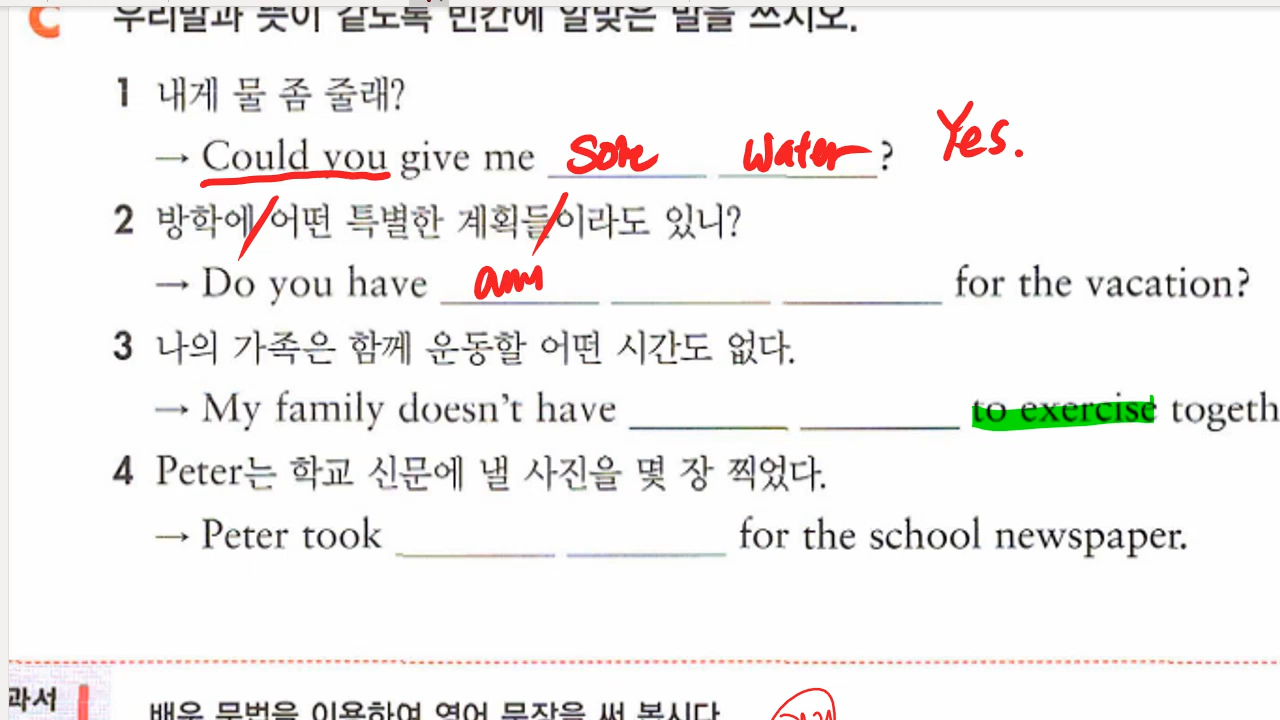 C 우리말과 뜻이 같도록 빈칸에 알맞은 말을 쓰시오.
1 내게 물 좀 줄래?
→ Could you give me some water? Yes.
2 방학에/어떤 특별한 계획들/이라도 있니?
→ Do you have any for the vacation?
3 나의 가족은 함께 운동할 어떤 시간도 없다.
→ My family doesn't have to exercise togeth
4 Peter는 학교 신문에 낼 사진을 몇 장 찍었다.
→ Peter took for the school newspaper.
과서
배운 문법을 이용하여 영어 문장을 써 봅시다